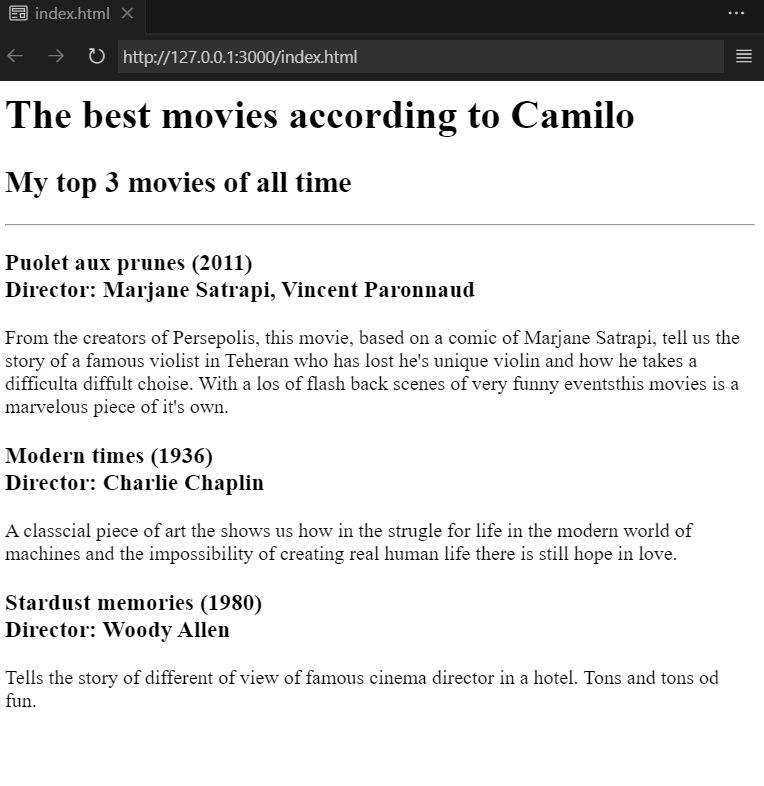 index.html
http://127.0.0.1:3000/index.html
The best movies according to Camilo
My top 3 movies of all time
Puolet aux prunes (2011)
Director: Marjane Satrapi, Vincent Paronnaud
From the creators of Persepolis, this movie, based on a comic of Marjane Satrapi, tell us the
story of a famous violist in Teheran who has lost he's unique violin and how he takes a
difficulta diffult choise. With a los of flash back scenes of very funny eventsthis movies is a
marvelous piece of it's own.
Modern times (1936)
Director: Charlie Chaplin
A classcial piece of art the shows us how in the strugle for life in the modern world of
machines and the impossibility of creating real human life there is still hope in love.
Stardust memories (1980)
Director: Woody Allen
Tells the story of different of view of famous cinema director in a hotel. Tons and tons od
fun.